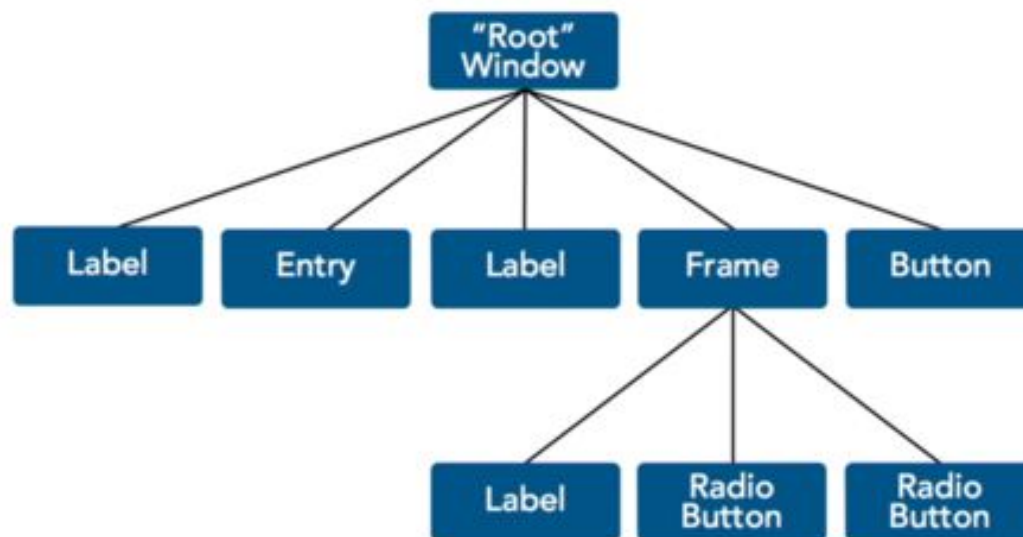 "Root"
Window
Label
Entry
Label
Frame
Button
Label
Radio
Button
Radio
Button